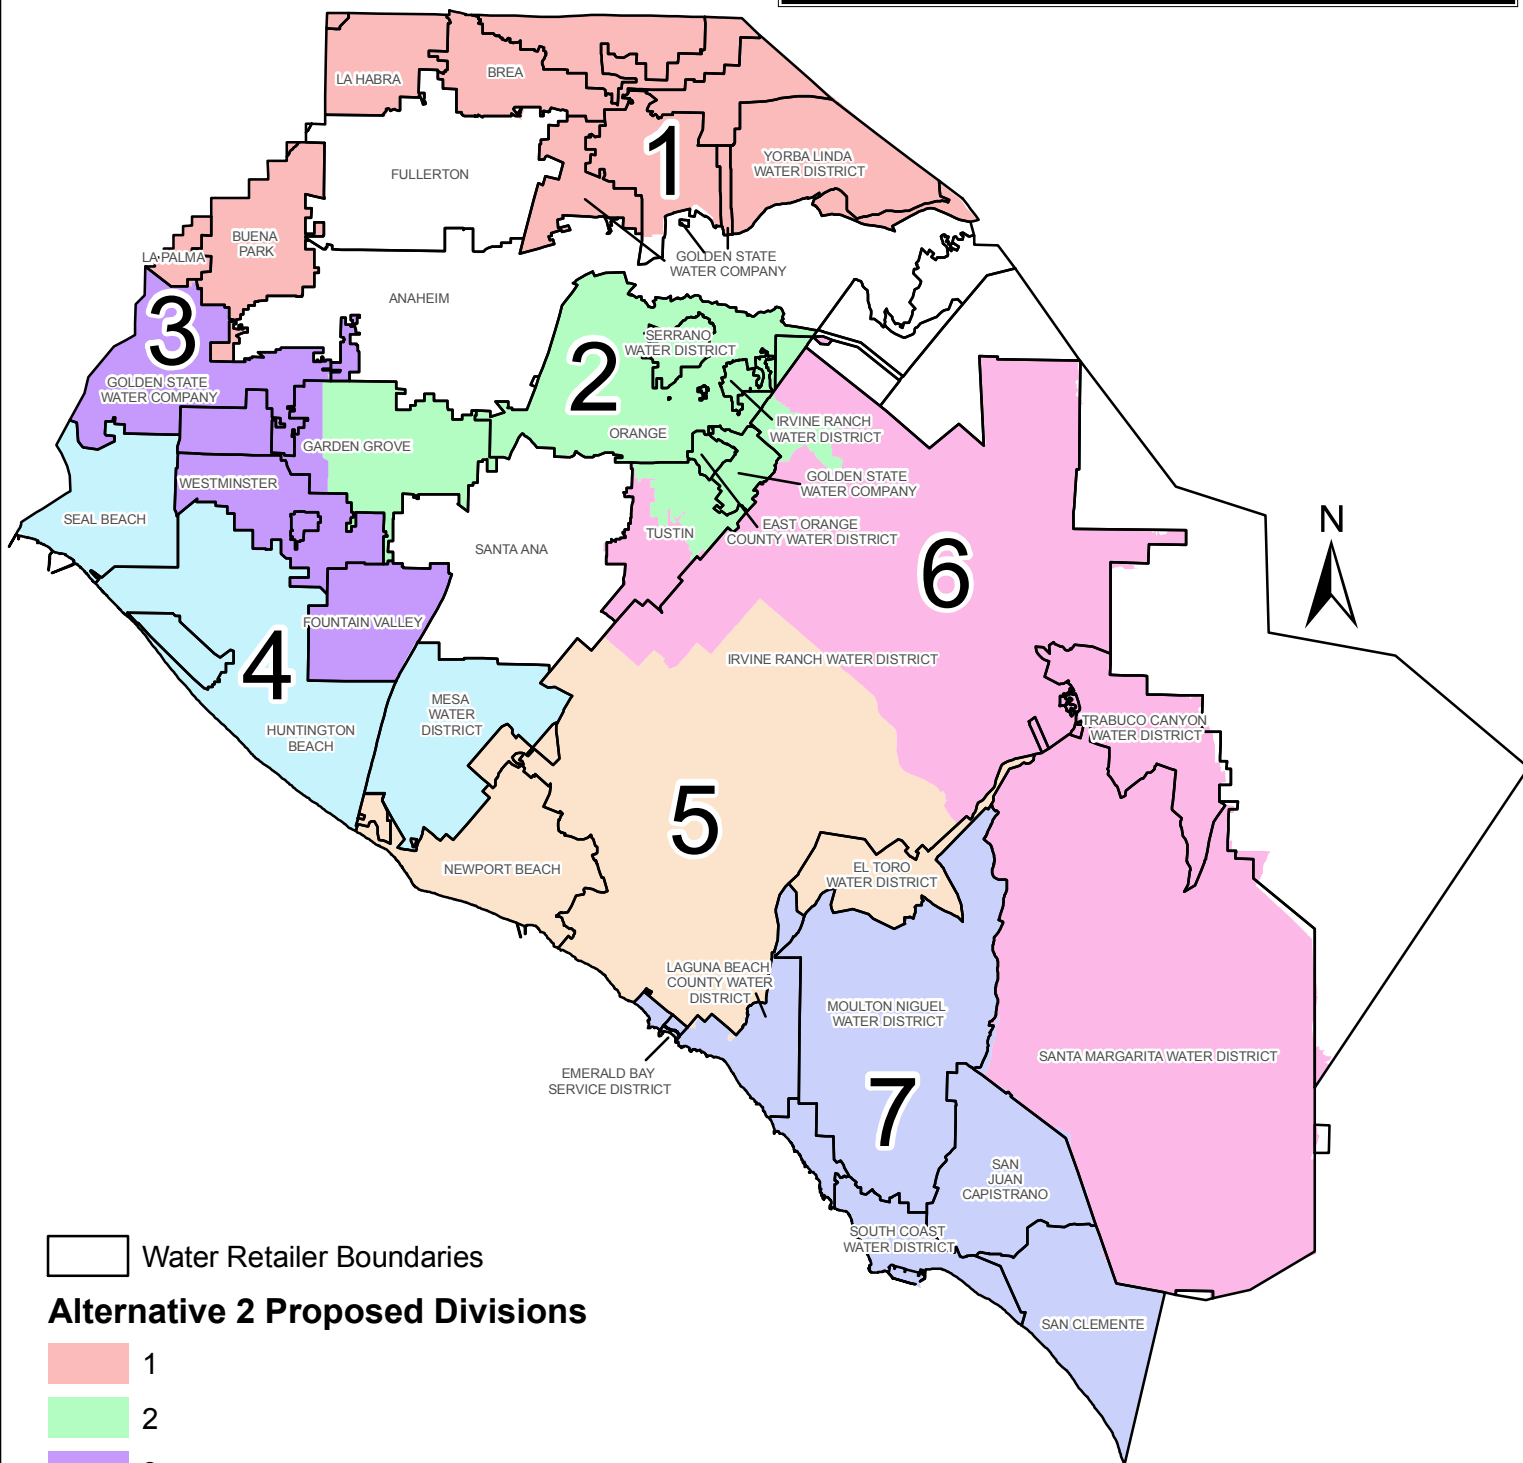 LA HABRA
BREA
1
YORBA LINDA
WATER DISTRICT
FULLERTON
BUENA
PARK
LA PALMA
GOLDEN STATE
WATER COMPANY
ANAHEIM
3
GOLDEN STATE
WATER COMPANY
2
SERRANO
WATER DISTRICT
ORANGE
IRVINE RANCH
WATER DISTRICT
GARDEN GROVE
WESTMINSTER
GOLDEN STATE
WATER COMPANY
SEAL BEACH
TUSTIN
EAST ORANGE
COUNTY WATER DISTRICT
SANTA ANA
6
N
FOUNTAIN VALLEY
4
IRVINE RANCH WATER DISTRICT
MESA
WATER
DISTRICT
HUNTINGTON
BEACH
TRABUCO CANYON
WATER DISTRICT
5
NEWPORT BEACH
EL TORO
WATER DISTRICT
LAGUNA BEACH
COUNTY WATER
DISTRICT
MOULTON NIGUEL
WATER DISTRICT
SANTA MARGARITA WATER DISTRICT
EMERALD BAY
SERVICE DISTRICT
7
SAN
JUAN
CAPISTRANO
SOUTH COAST
WATER DISTRICT
SAN CLEMENTE
Water Retailer Boundaries
Alternative 2 Proposed Divisions
1
2